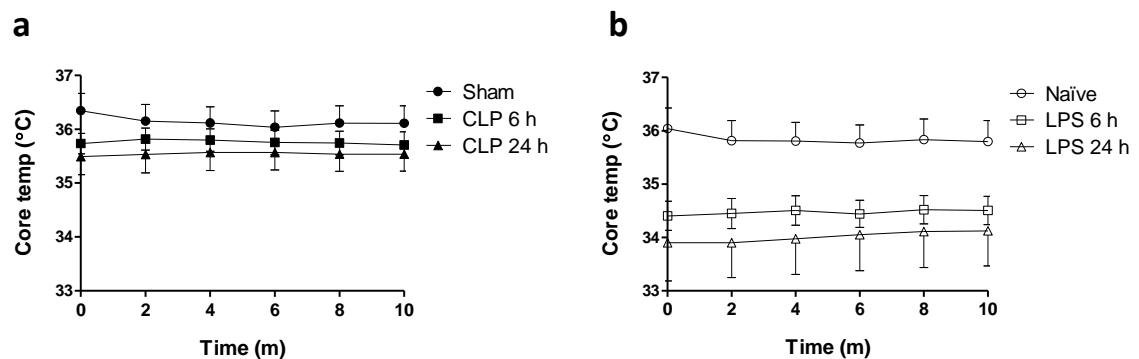 a
Core temp (°C)
37
36
35
34
33
0 2 4 6 8 10
Time (m)
Sham
CLP 6 h
CLP 24 h
b
Core temp (°C)
37
36
35
34
33
0 2 4 6 8 10
Time (m)
Naïve
LPS 6 h
LPS 24 h